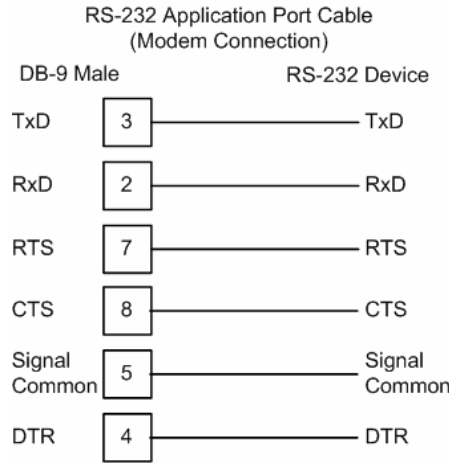 RS-232 Application Port Cable
(Modem Connection)
DB-9 Male RS-232 Device
TxD 3 TxD
RxD 2 RxD
RTS 7 RTS
CTS 8 CTS
Signal Common 5 Signal Common
DTR 4 DTR